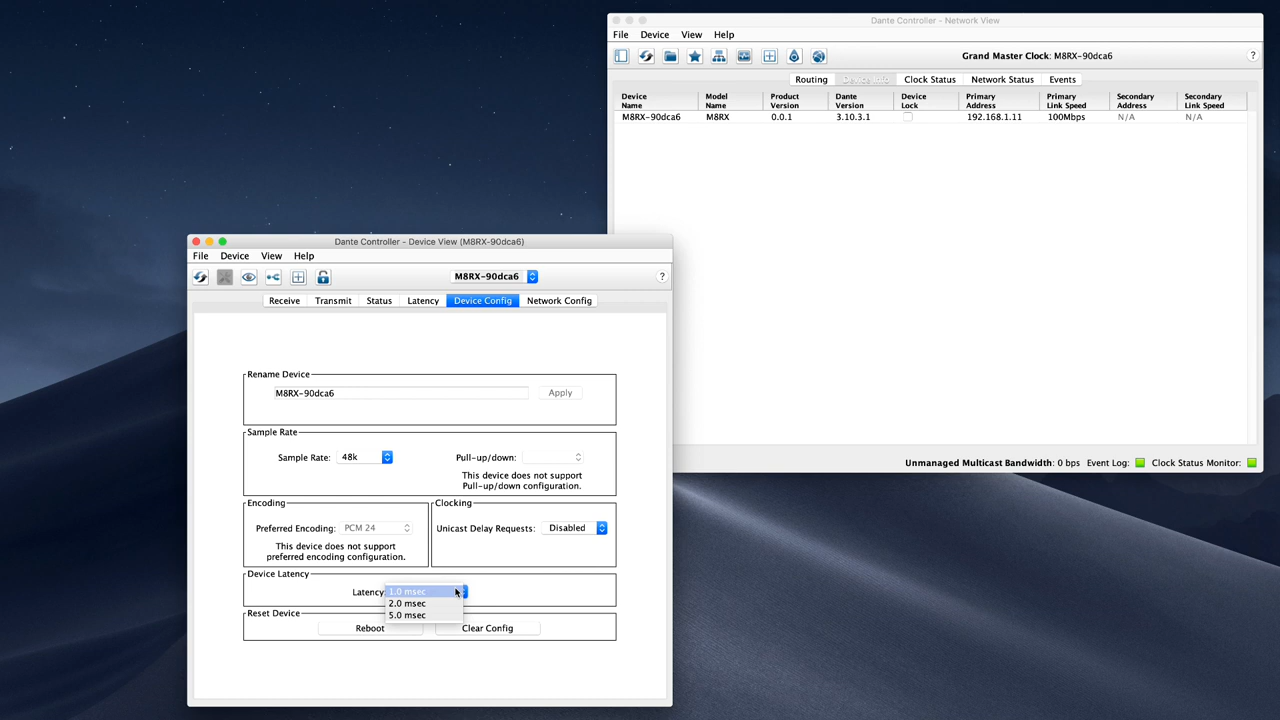 Dante Controller - Network View
File Device View Help
Grand Master Clock: M8RX-90dca6
?
Routing Device Info Clock Status Network Status Events
Device Name Model Name Product Version Dante Version Device Lock Primary Address Primary Link Speed Secondary Address Secondary Link Speed
M8RX-90dca6 M8RX 0.0.1 3.10.3.1 192.168.1.11 100Mbps N/A N/A
Unmanaged Multicast Bandwidth: 0 bps Event Log: Clock Status Monitor:
Dante Controller - Device View (M8RX-90dca6)
File Device View Help
M8RX-90dca6
?
Receive Transmit Status Latency Device Config Network Config
Rename Device
M8RX-90dca6 Apply
Sample Rate
Sample Rate: 48k Pull-up/down:
This device does not support
Pull-up/down configuration.
Encoding
Preferred Encoding: PCM 24
This device does not support
preferred encoding configuration.
Clocking
Unicast Delay Requests: Disabled
Device Latency
Latency 1.0 msec
2.0 msec
5.0 msec
Reset Device
Reboot Clear Config